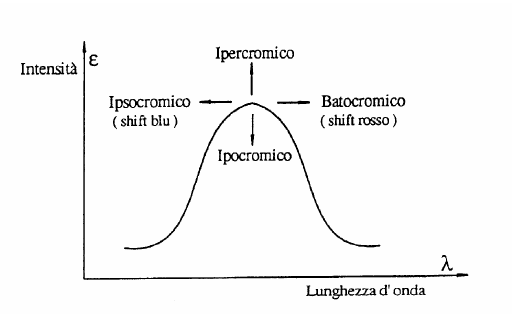 Ipercromico
Intensità
ε
Ipsocromico
( shift blu )
Batocromico
( shift rosso )
Ipocromico
λ
Lunghezza d' onda